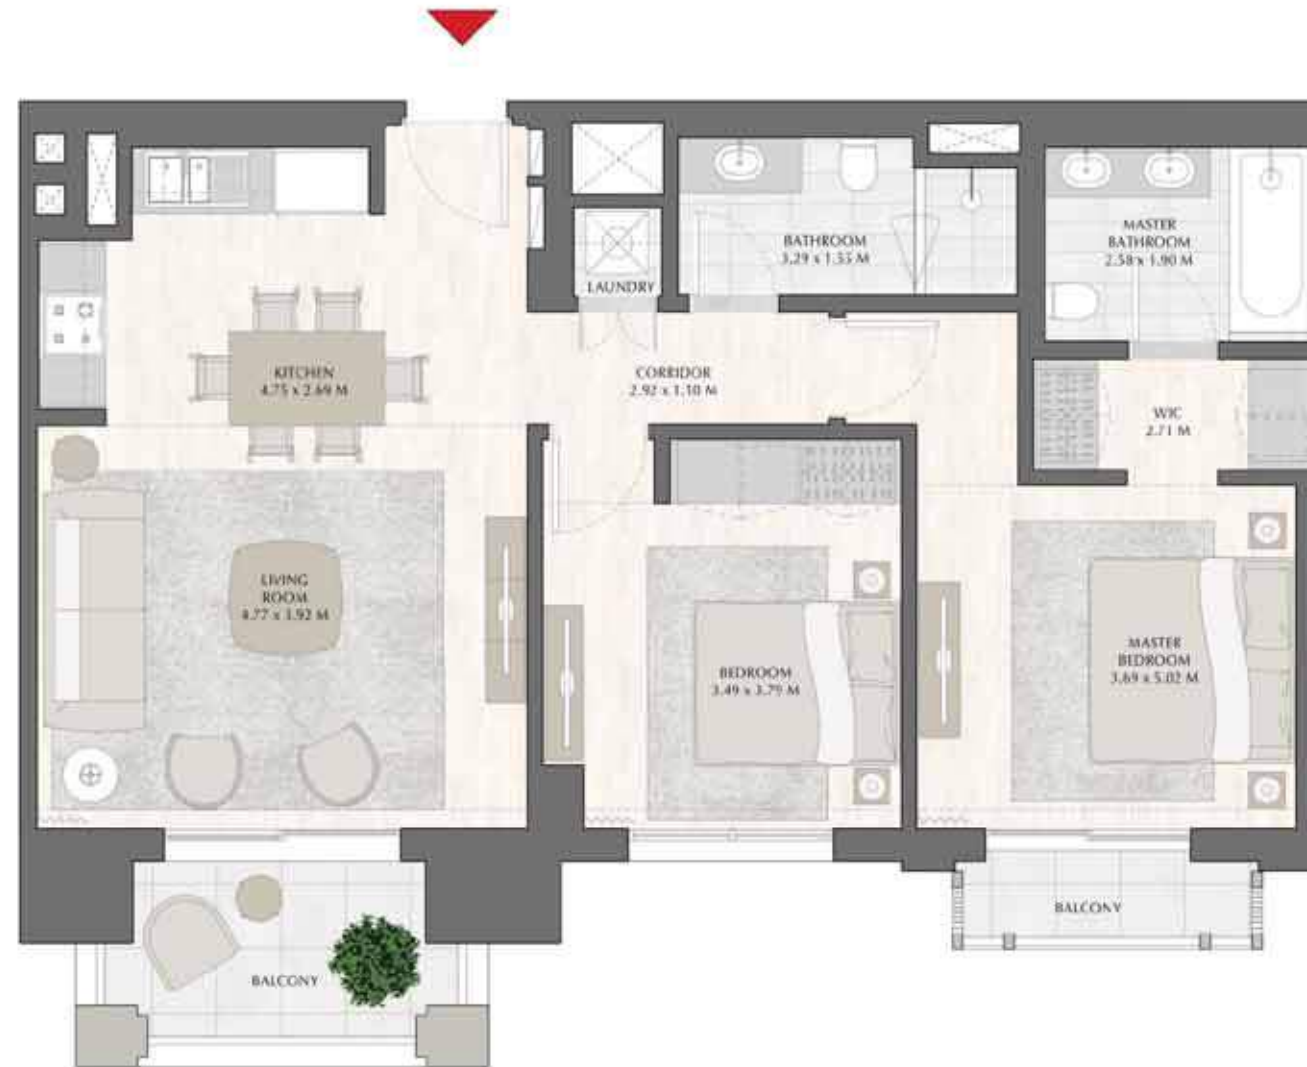 BATHROOM
3.29 x 1.55 M
MASTER
BATHROOM
2.58 x 1.90 M
LAUNDRY
KITCHEN
4.75 x 2.69 M
CORRIDOR
2.92 x 1.10 M
WIC
2.71 M
LIVING
ROOM
4.77 x 3.92 M
BEDROOM
3.49 x 3.79 M
MASTER
BEDROOM
3.69 x 5.02 M
BALCONY
BALCONY